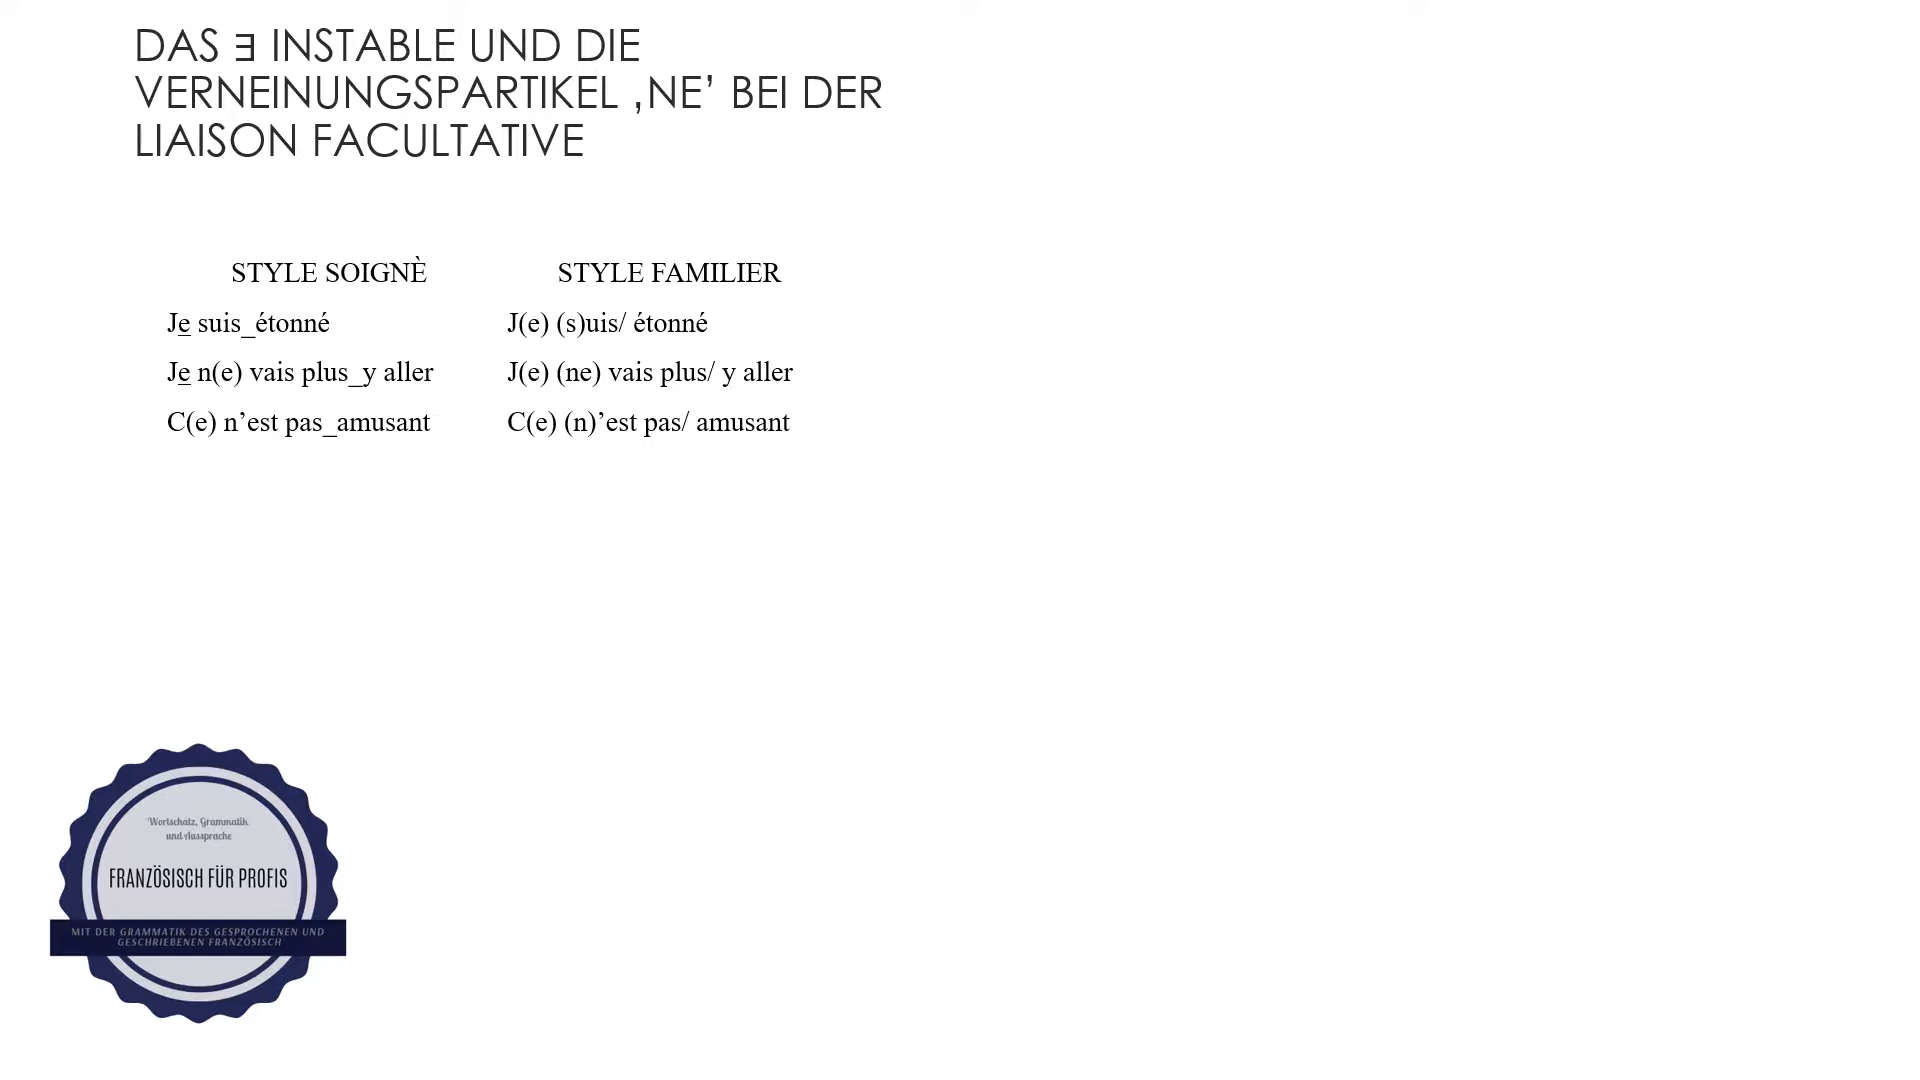 DAS Ǝ INSTABLE UND DIE
VERNEINUNGSPARTIKEL ‚NE’ BEI DER
LIAISON FACULTATIVE
STYLE SOIGNÈ STYLE FAMILIER
Je suis_étonné J(e) (s)uis/ étonné
Je n(e) vais plus_y aller J(e) (ne) vais plus/ y aller
C(e) n’est pas_amusant C(e) (n)’est pas/ amusant
Wortschatz, Grammatik
und Aussprache
FRANZÖSISCH FÜR PROFIS
MIT DER GRAMMATIK DES GESPROCHENEN UND
GESCHRIEBENEN FRANZÖSISCH